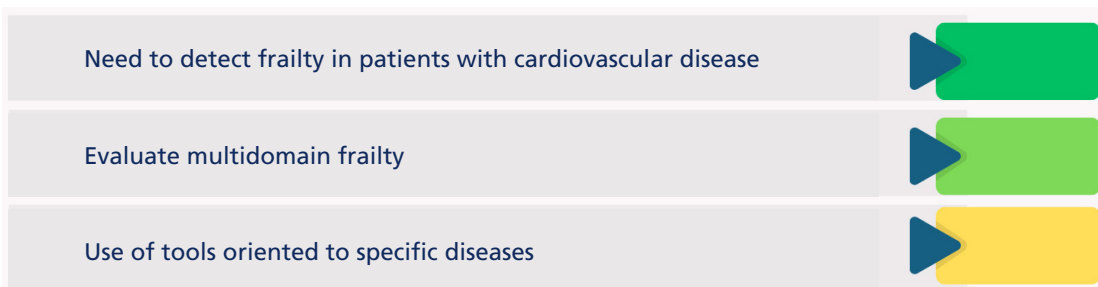 Need to detect frailty in patients with cardiovascular disease
Evaluate multidomain frailty
Use of tools oriented to specific diseases